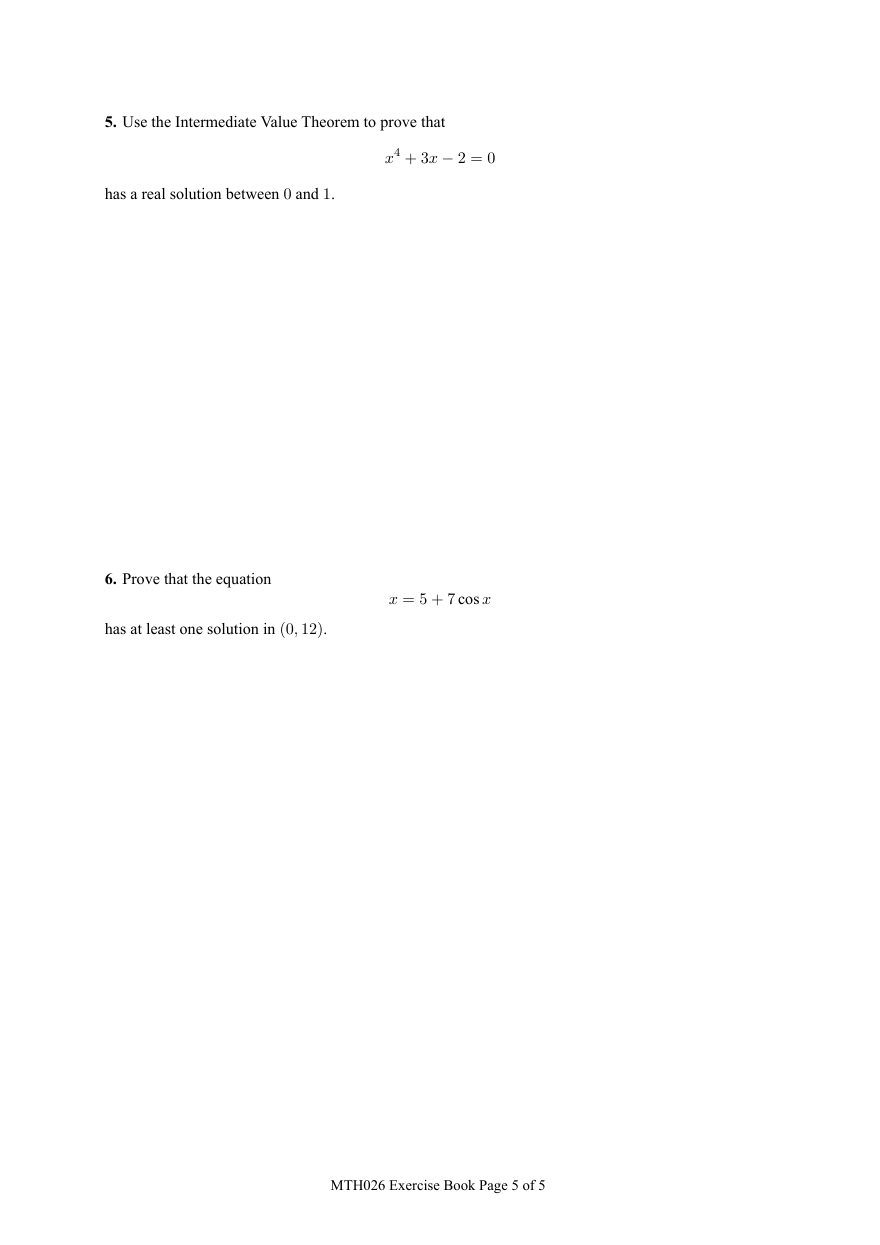 5. Use the Intermediate Value Theorem to prove that
x⁴ + 3x − 2 = 0
has a real solution between 0 and 1.
6. Prove that the equation
x = 5 + 7 cos x
has at least one solution in (0, 12).
MTH026 Exercise Book Page 5 of 5